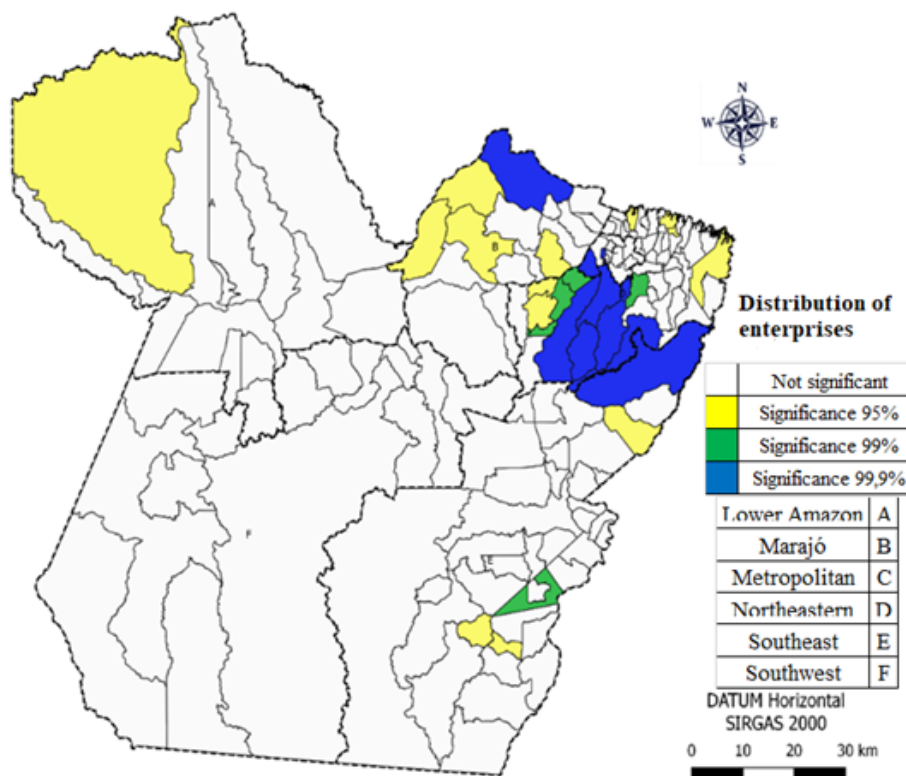 N
W
E
S
A
B
E
F
Distribution of
enterprises
Not significant
Significance 95%
Significance 99%
Significance 99,9%
Lower Amazon A
Marajó B
Metropolitan C
Northeastern D
Southeast E
Southwest F
DATUM Horizontal
SIRGAS 2000
0 10 20 30 km